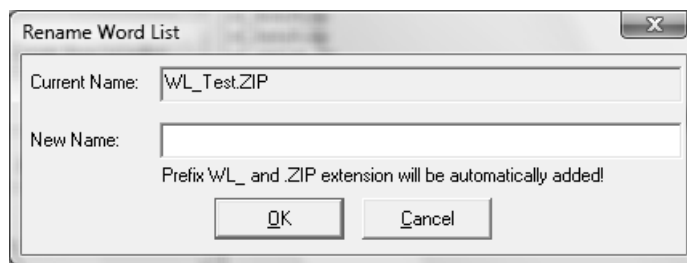 Rename Word List
Current Name: WL_Test.ZIP
New Name:
Prefix WL_ and .ZIP extension will be automatically added!
OK Cancel